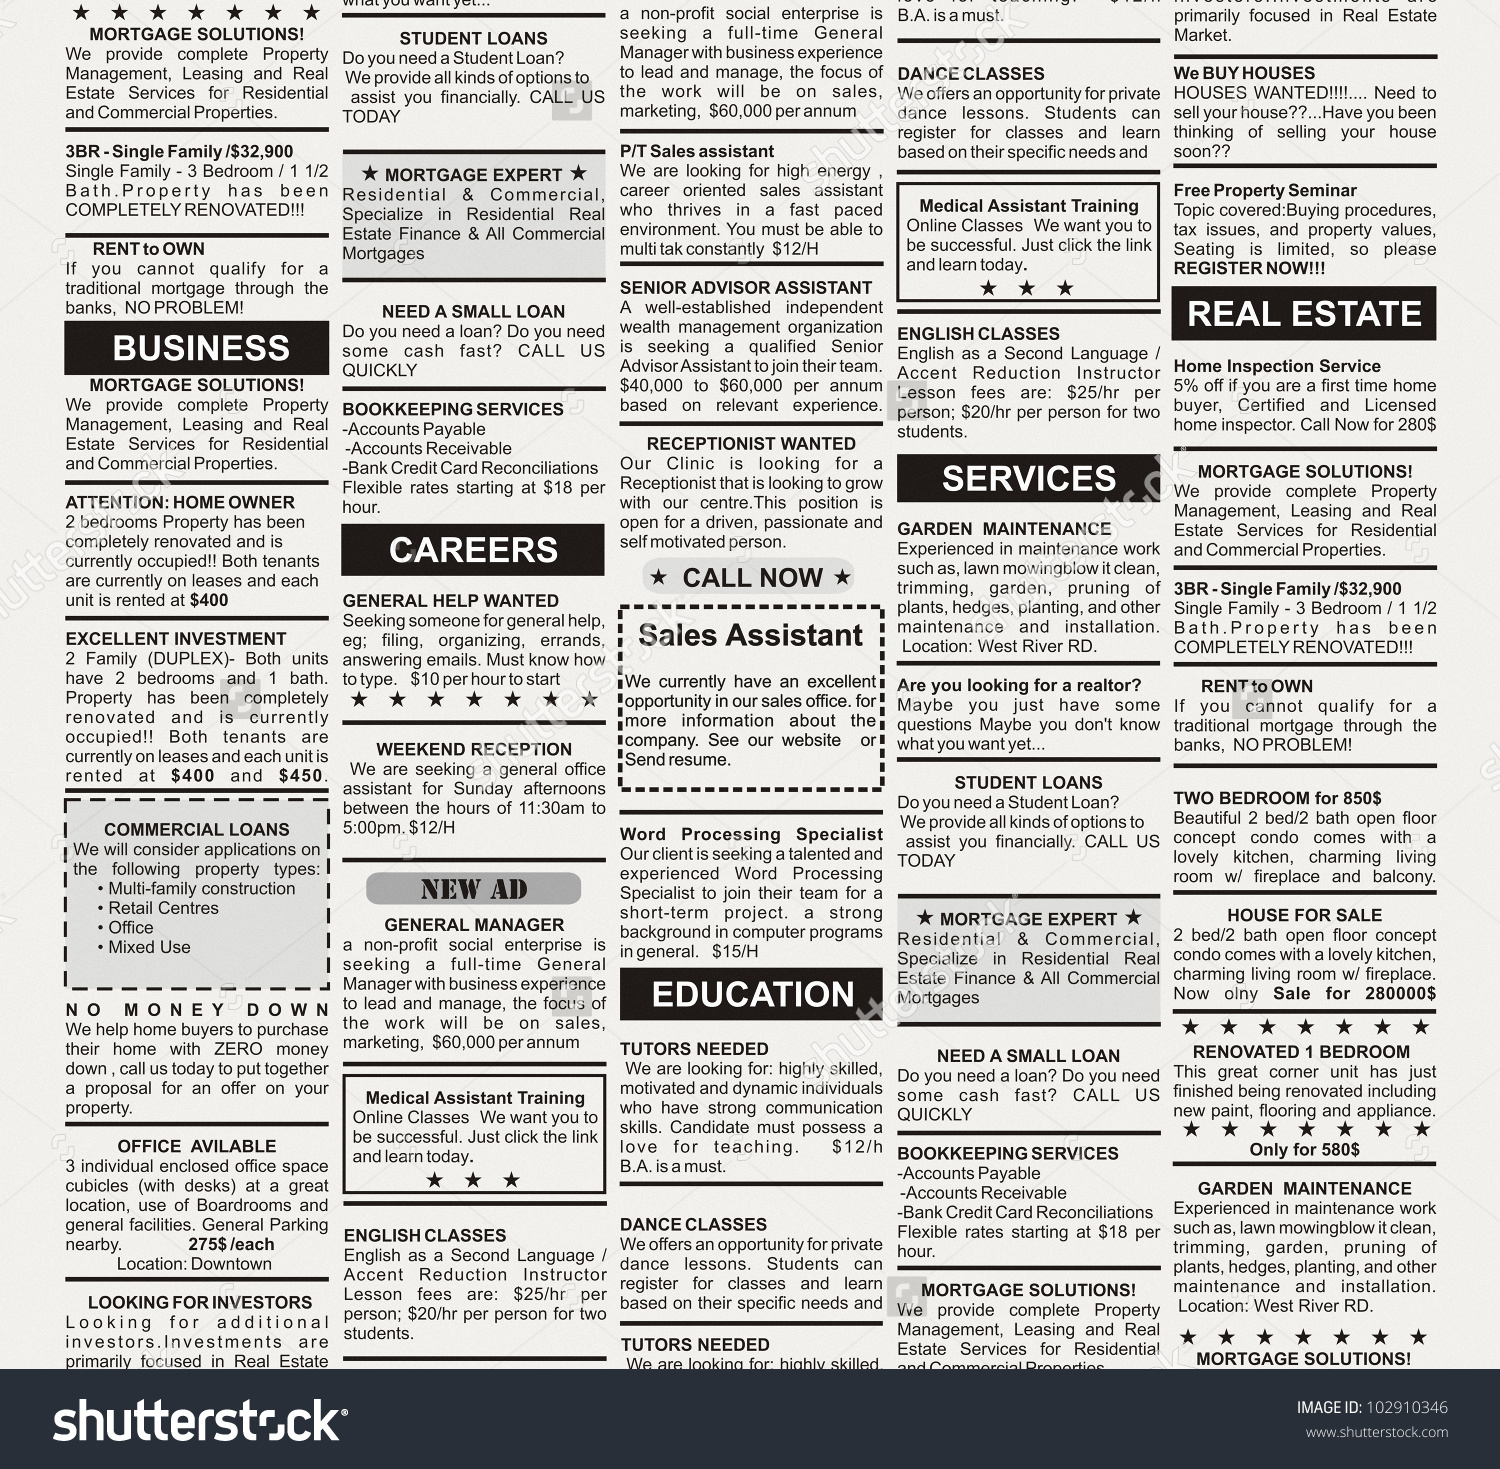 ★ ★ ★ ★ ★ ★ ★
MORTGAGE SOLUTIONS!
We provide complete Property
Management, Leasing and Real
Estate Services for Residential
and Commercial Properties.
3BR - Single Family /$32,900
Single Family - 3 Bedroom / 1 1/2
Bath.Property has been
COMPLETELY RENOVATED!!!
RENT to OWN
If you cannot qualify for a
traditional mortgage through the
banks, NO PROBLEM!
BUSINESS
MORTGAGE SOLUTIONS!
We provide complete Property
Management, Leasing and Real
Estate Services for Residential
and Commercial Properties.
ATTENTION: HOME OWNER
2 bedrooms Property has been
completely renovated and is
currently occupied!! Both tenants
are currently on leases and each
unit is rented at $400
EXCELLENT INVESTMENT
2 Family (DUPLEX)- Both units
have 2 bedrooms and 1 bath.
Property has been completely
renovated and is currently
occupied!! Both tenants are
currently on leases and each unit is
rented at $400 and $450.
COMMERCIAL LOANS
We will consider applications on
the following property types:
• Multi-family construction
• Retail Centres
• Office
• Mixed Use
NO MONEY DOWN
We help home buyers to purchase
their home with ZERO money
down , call us today to put together
a proposal for an offer on your
property.
OFFICE AVILABLE
3 individual enclosed office space
cubicles (with desks) at a great
location, use of Boardrooms and
general facilities. General Parking
nearby. 275$ /each
Location: Downtown
LOOKING FOR INVESTORS
Looking for additional
investors.Investments are
primarily focused in Real Estate
what you want yet...
STUDENT LOANS
Do you need a Student Loan?
We provide all kinds of options to
assist you financially. CALL US
TODAY
★ MORTGAGE EXPERT ★
Residential & Commercial,
Specialize in Residential Real
Estate Finance & All Commercial
Mortgages
NEED A SMALL LOAN
Do you need a loan? Do you need
some cash fast? CALL US
QUICKLY
BOOKKEEPING SERVICES
-Accounts Payable
-Accounts Receivable
-Bank Credit Card Reconciliations
Flexible rates starting at $18 per
hour.
CAREERS
GENERAL HELP WANTED
Seeking someone for general help,
eg; filing, organizing, errands,
answering emails. Must know how
to type. $10 per hour to start
★ ★ ★ ★ ★ ★ ★
WEEKEND RECEPTION
We are seeking a general office
assistant for Sunday afternoons
between the hours of 11:30am to
5:00pm. $12/H
NEW AD
GENERAL MANAGER
a non-profit social enterprise is
seeking a full-time General
Manager with business experience
to lead and manage, the focus of
the work will be on sales,
marketing, $60,000 per annum
Medical Assistant Training
Online Classes We want you to
be successful. Just click the link
and learn today.
★ ★ ★
ENGLISH CLASSES
English as a Second Language /
Accent Reduction Instructor
Lesson fees are: $25/hr per
person; $20/hr per person for two
students.
a non-profit social enterprise is
seeking a full-time General
Manager with business experience
to lead and manage, the focus of
the work will be on sales,
marketing, $60,000 per annum
P/T Sales assistant
We are looking for high energy ,
career oriented sales assistant
who thrives in a fast paced
environment. You must be able to
multi tak constantly $12/H
SENIOR ADVISOR ASSISTANT
A well-established independent
wealth management organization
is seeking a qualified Senior
Advisor Assistant to join their team.
$40,000 to $60,000 per annum
based on relevant experience.
RECEPTIONIST WANTED
Our Clinic is looking for a
Receptionist that is looking to grow
with our centre.This position is
open for a driven, passionate and
self motivated person.
★ CALL NOW ★
Sales Assistant
We currently have an excellent
opportunity in our sales office. for
more information about the
company. See our website or
Send resume.
Word Processing Specialist
Our client is seeking a talented and
experienced Word Processing
Specialist to join their team for a
short-term project. a strong
background in computer programs
in general. $15/H
EDUCATION
TUTORS NEEDED
We are looking for: highly skilled,
motivated and dynamic individuals
who have strong communication
skills. Candidate must possess a
love for teaching. $12/h
B.A. is a must.
DANCE CLASSES
We offers an opportunity for private
dance lessons. Students can
register for classes and learn
based on their specific needs and
TUTORS NEEDED
We are looking for: highly skilled,
love for teaching. $12/h
B.A. is a must.
DANCE CLASSES
We offers an opportunity for private
dance lessons. Students can
register for classes and learn
based on their specific needs and
Medical Assistant Training
Online Classes We want you to
be successful. Just click the link
and learn today.
★ ★ ★
ENGLISH CLASSES
English as a Second Language /
Accent Reduction Instructor
Lesson fees are: $25/hr per
person; $20/hr per person for two
students.
SERVICES
GARDEN MAINTENANCE
Experienced in maintenance work
such as, lawn mowingblow it clean,
trimming, garden, pruning of
plants, hedges, planting, and other
maintenance and installation.
Location: West River RD.
Are you looking for a realtor?
Maybe you just have some
questions Maybe you don't know
what you want yet...
STUDENT LOANS
Do you need a Student Loan?
We provide all kinds of options to
assist you financially. CALL US
TODAY
★ MORTGAGE EXPERT ★
Residential & Commercial,
Specialize in Residential Real
Estate Finance & All Commercial
Mortgages
NEED A SMALL LOAN
Do you need a loan? Do you need
some cash fast? CALL US
QUICKLY
BOOKKEEPING SERVICES
-Accounts Payable
-Accounts Receivable
-Bank Credit Card Reconciliations
Flexible rates starting at $18 per
hour.
MORTGAGE SOLUTIONS!
We provide complete Property
Management, Leasing and Real
Estate Services for Residential
and Commercial Properties.
investors.Investments are
primarily focused in Real Estate
Market.
We BUY HOUSES
HOUSES WANTED!!!!.... Need to
sell your house??...Have you been
thinking of selling your house
soon??
Free Property Seminar
Topic covered:Buying procedures,
tax issues, and property values,
Seating is limited, so please
REGISTER NOW!!!
REAL ESTATE
Home Inspection Service
5% off if you are a first time home
buyer, Certified and Licensed
home inspector. Call Now for 280$
MORTGAGE SOLUTIONS!
We provide complete Property
Management, Leasing and Real
Estate Services for Residential
and Commercial Properties.
3BR - Single Family /$32,900
Single Family - 3 Bedroom / 1 1/2
Bath.Property has been
COMPLETELY RENOVATED!!!
RENT to OWN
If you cannot qualify for a
traditional mortgage through the
banks, NO PROBLEM!
TWO BEDROOM for 850$
Beautiful 2 bed/2 bath open floor
concept condo comes with a
lovely kitchen, charming living
room w/ fireplace and balcony.
HOUSE FOR SALE
2 bed/2 bath open floor concept
condo comes with a lovely kitchen,
charming living room w/ fireplace.
Now olny Sale for 280000$
★ ★ ★ ★ ★ ★ ★
RENOVATED 1 BEDROOM
This great corner unit has just
finished being renovated including
new paint, flooring and appliance.
★ ★ ★ ★ ★ ★ ★
Only for 580$
GARDEN MAINTENANCE
Experienced in maintenance work
such as, lawn mowingblow it clean,
trimming, garden, pruning of
plants, hedges, planting, and other
maintenance and installation.
Location: West River RD.
★ ★ ★ ★ ★ ★ ★
MORTGAGE SOLUTIONS!
shutterstock
IMAGE ID: 102910346
www.shutterstock.com